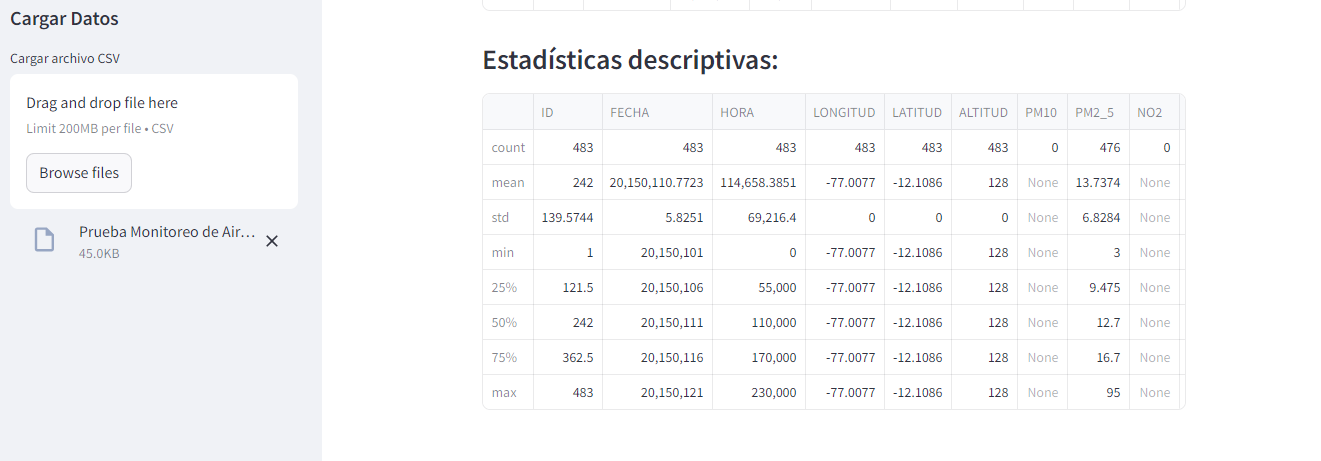 Cargar Datos
Cargar archivo CSV
Drag and drop file here
Limit 200MB per file • CSV
Browse files
Prueba Monitoreo de Air…
45.0KB
Estadísticas descriptivas:
ID FECHA HORA LONGITUD LATITUD ALTITUD PM10 PM2_5 NO2
count 483 483 483 483 483 483 0 476 0
mean 242 20,150,110.7723 114,658.3851 -77.0077 -12.1086 128 None 13.7374 None
std 139.5744 5.8251 69,216.4 0 0 0 None 6.8284 None
min 1 20,150,101 0 -77.0077 -12.1086 128 None 3 None
25% 121.5 20,150,106 55,000 -77.0077 -12.1086 128 None 9.475 None
50% 242 20,150,111 110,000 -77.0077 -12.1086 128 None 12.7 None
75% 362.5 20,150,116 170,000 -77.0077 -12.1086 128 None 16.7 None
max 483 20,150,121 230,000 -77.0077 -12.1086 128 None 95 None